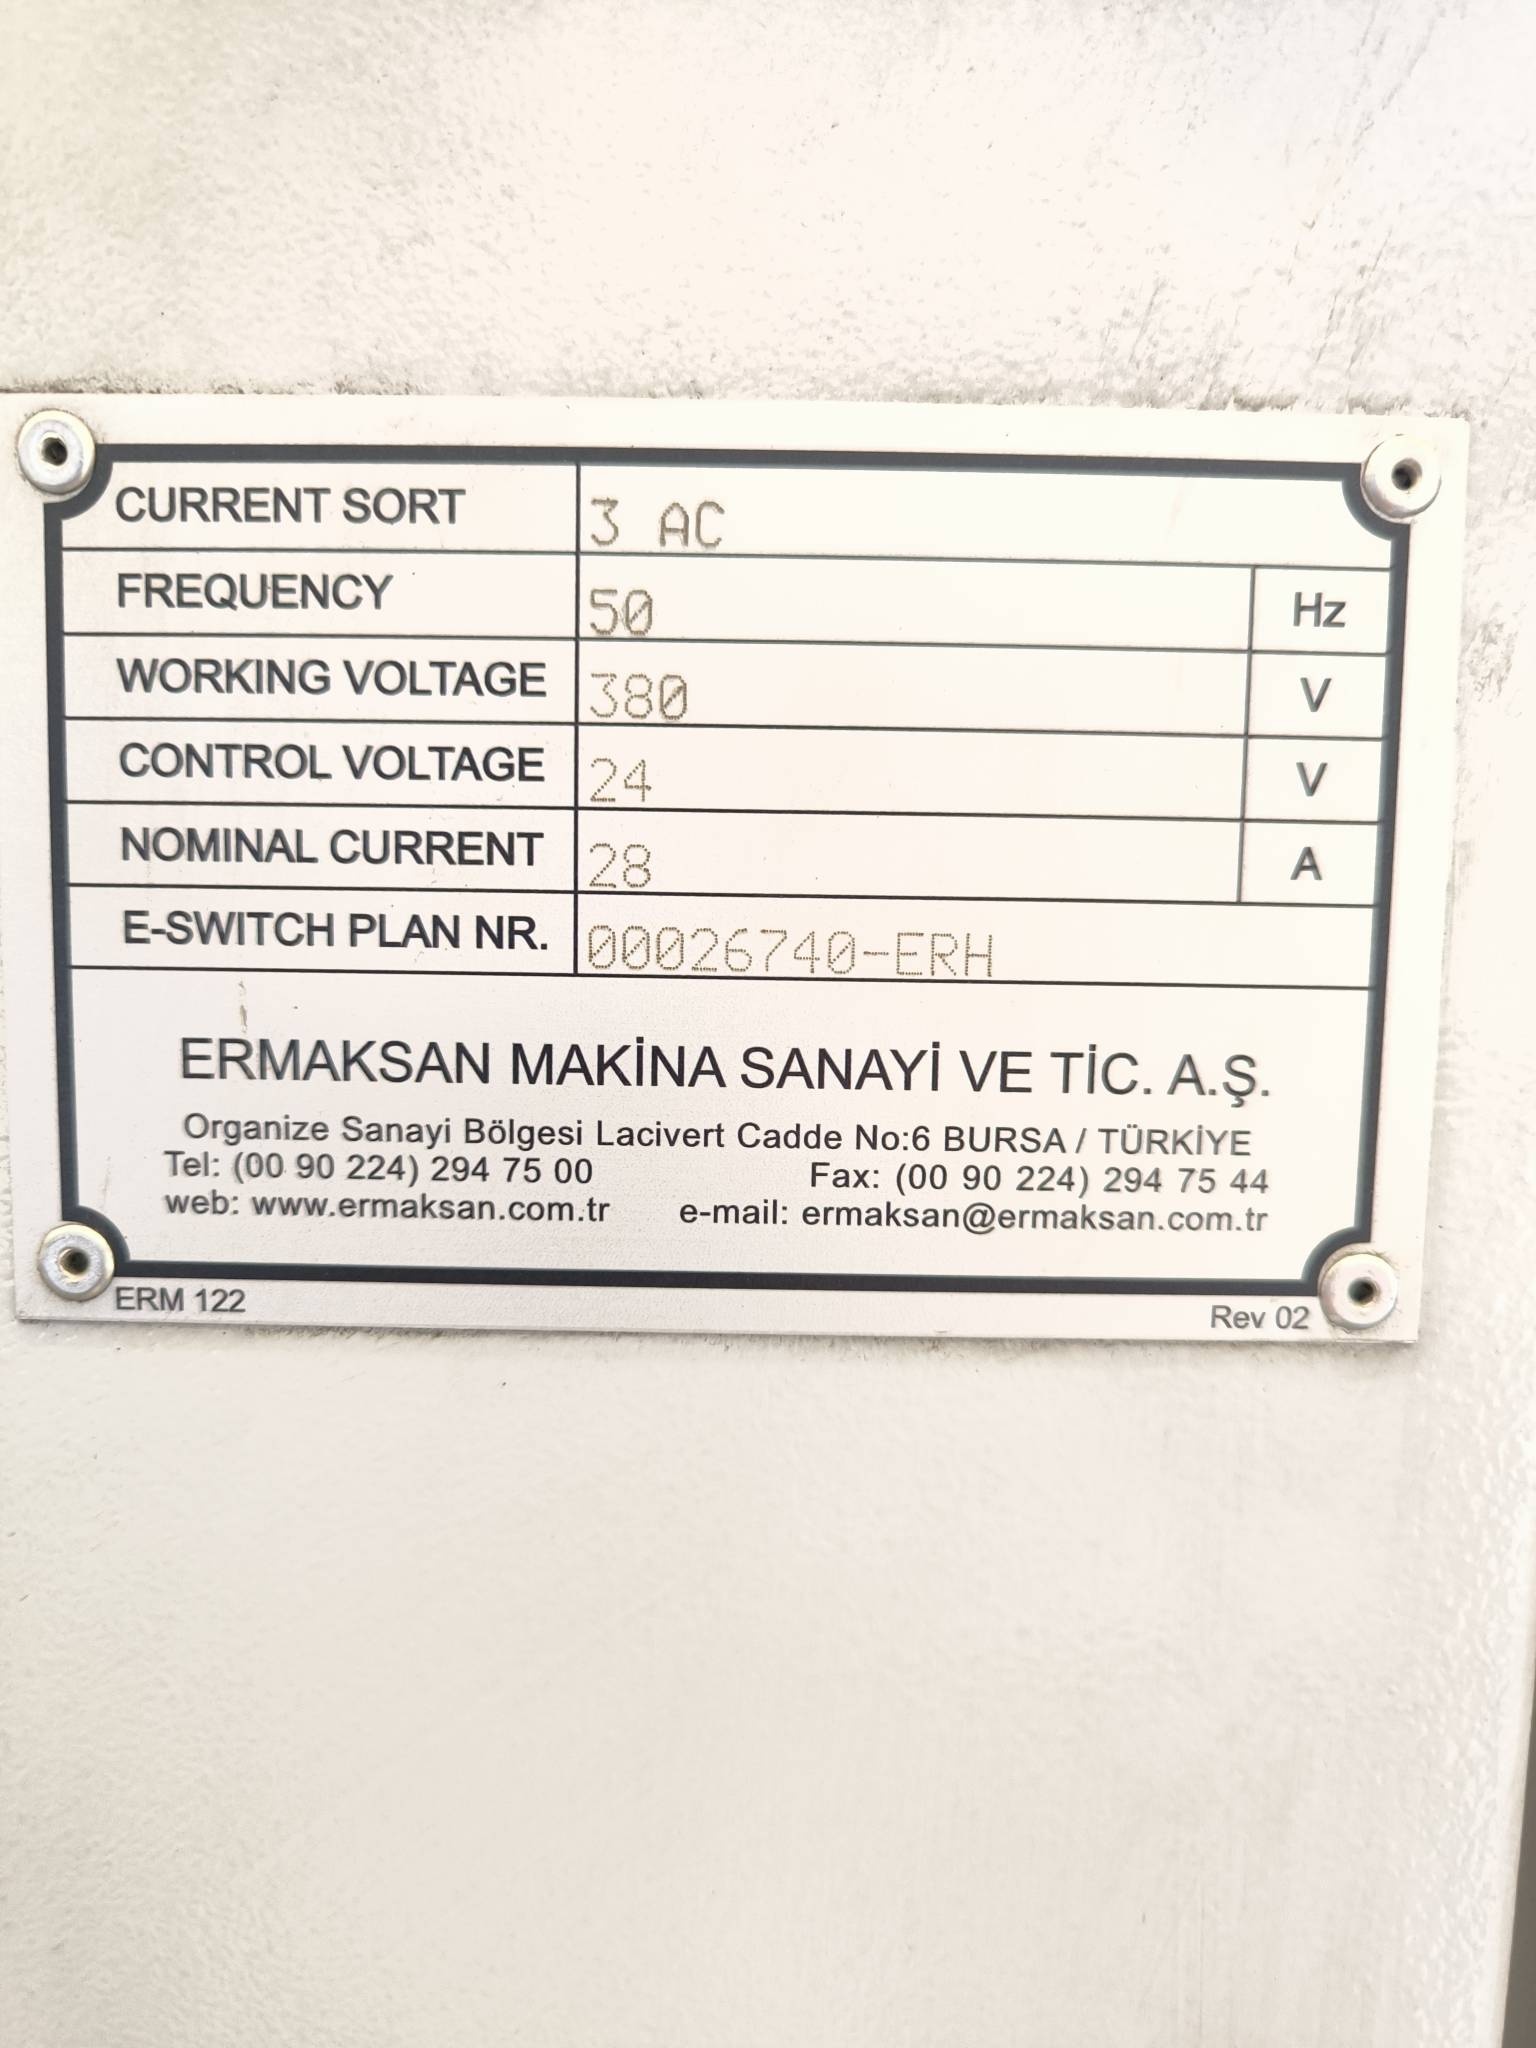 CURRENT SORT 3 AC
FREQUENCY 50 Hz
WORKING VOLTAGE 380 V
CONTROL VOLTAGE 24 V
NOMINAL CURRENT 28 A
E-SWITCH PLAN NR. 00026740-ERH
ERMAKSAN MAKİNA SANAYİ VE TİC. A.Ş.
Organize Sanayi Bölgesi Lacivert Cadde No:6 BURSA / TÜRKİYE
Tel: (00 90 224) 294 75 00 Fax: (00 90 224) 294 75 44
web: www.ermaksan.com.tr e-mail: ermaksan@ermaksan.com.tr
ERM 122 Rev 02